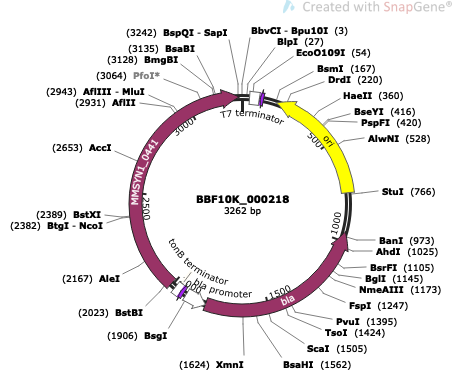 Created with SnapGene®
(3242) BspQI - SapI
(3135) BsaBI
(3128) BmgBI
(3064) PfoI*
(2943) AflIII - MluI
(2931) AflII
(2653) AccI
(2389) BstXI
(2382) BtgI - NcoI
(2167) AleI
(2023) BstBI
(1906) BsgI
(1624) XmnI
BbvCI - Bpu10I (3)
BlpI (27)
EcoO109I (54)
BsmI (167)
DrdI (220)
HaeII (360)
BseYI (416)
PspFI (420)
AlwNI (528)
StuI (766)
BanI (973)
AhdI (1025)
BsrFI (1105)
BglI (1145)
NmeAIII (1173)
FspI (1247)
PvuI (1395)
TsoI (1424)
ScaI (1505)
BsaHI (1562)
T7 terminator
ori
500
1000
1500
2500
3000
MMSYN1_0441
BBF10K_000218
3262 bp
tonB terminator
bla promoter
bla